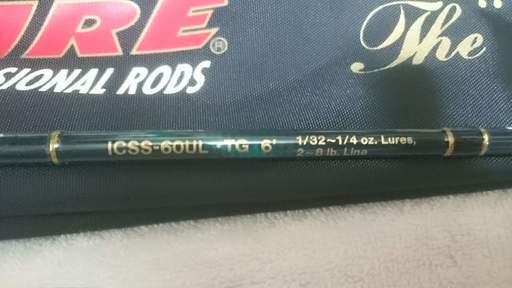 URE® The "
SIONAL RODS
ICSS-60UL-TG 6' 1/32~1/4 oz. Lures,
2~8 lb. Line